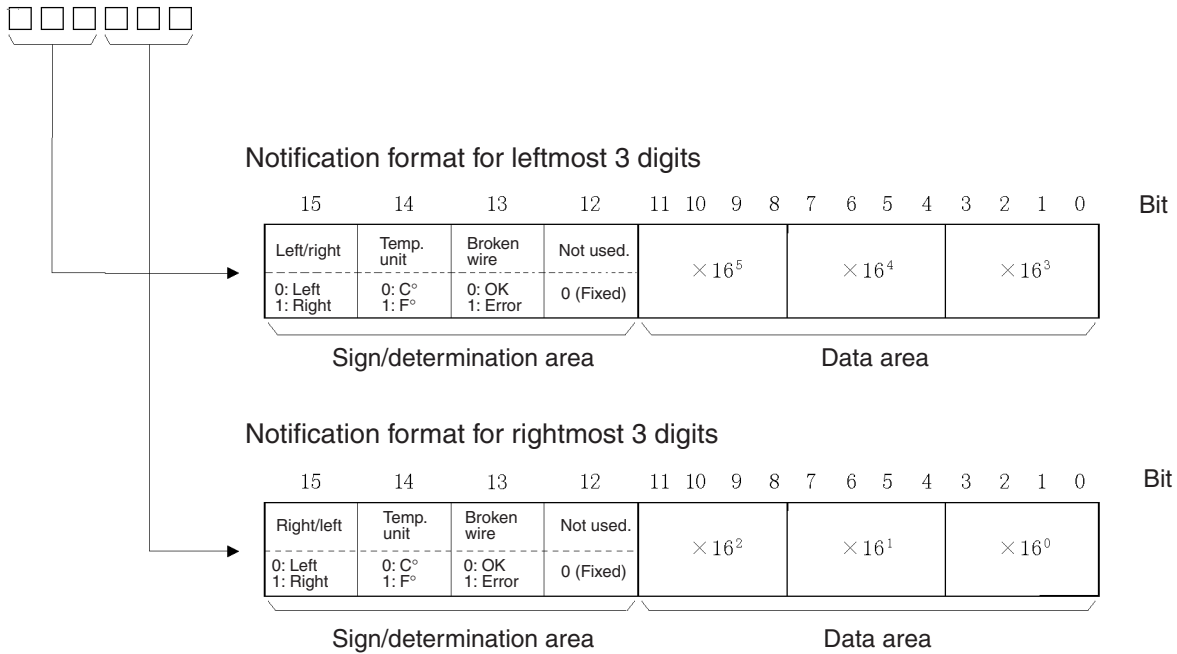 Notification format for leftmost 3 digits
15 14 13 12 11 10 9 8 7 6 5 4 3 2 1 0 Bit
Left/right Temp. unit Broken wire Not used. ×16⁵ ×16⁴ ×16³
0: Left 1: Right 0: C° 1: F° 0: OK 1: Error 0 (Fixed)
Sign/determination area Data area
Notification format for rightmost 3 digits
15 14 13 12 11 10 9 8 7 6 5 4 3 2 1 0 Bit
Right/left Temp. unit Broken wire Not used. ×16² ×16¹ ×16⁰
0: Left 1: Right 0: C° 1: F° 0: OK 1: Error 0 (Fixed)
Sign/determination area Data area